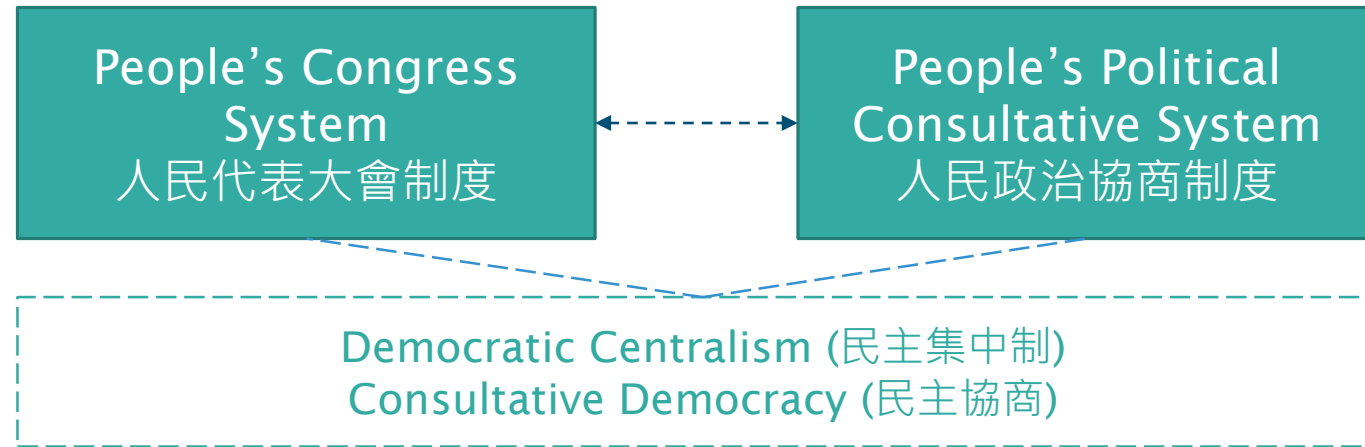 People’s Congress
System
人民代表大會制度
People’s Political
Consultative System
人民政治協商制度
Democratic Centralism (民主集中制)
Consultative Democracy (民主協商)